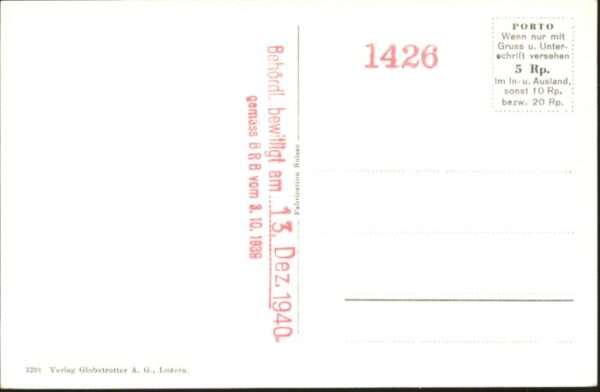 PORTO
Wenn nur mit
Gruss u. Unter-
schrift versehen
5 Rp.
Im In- u. Ausland,
sonst 10 Rp.
bezw. 20 Rp.
1426
Behördl. bewilligt am 13. Dez. 1940
gemäss B R B vom 3. 10. 1939
Fabrication Suisse
Verlag Globetrotter A. G., Luzern.